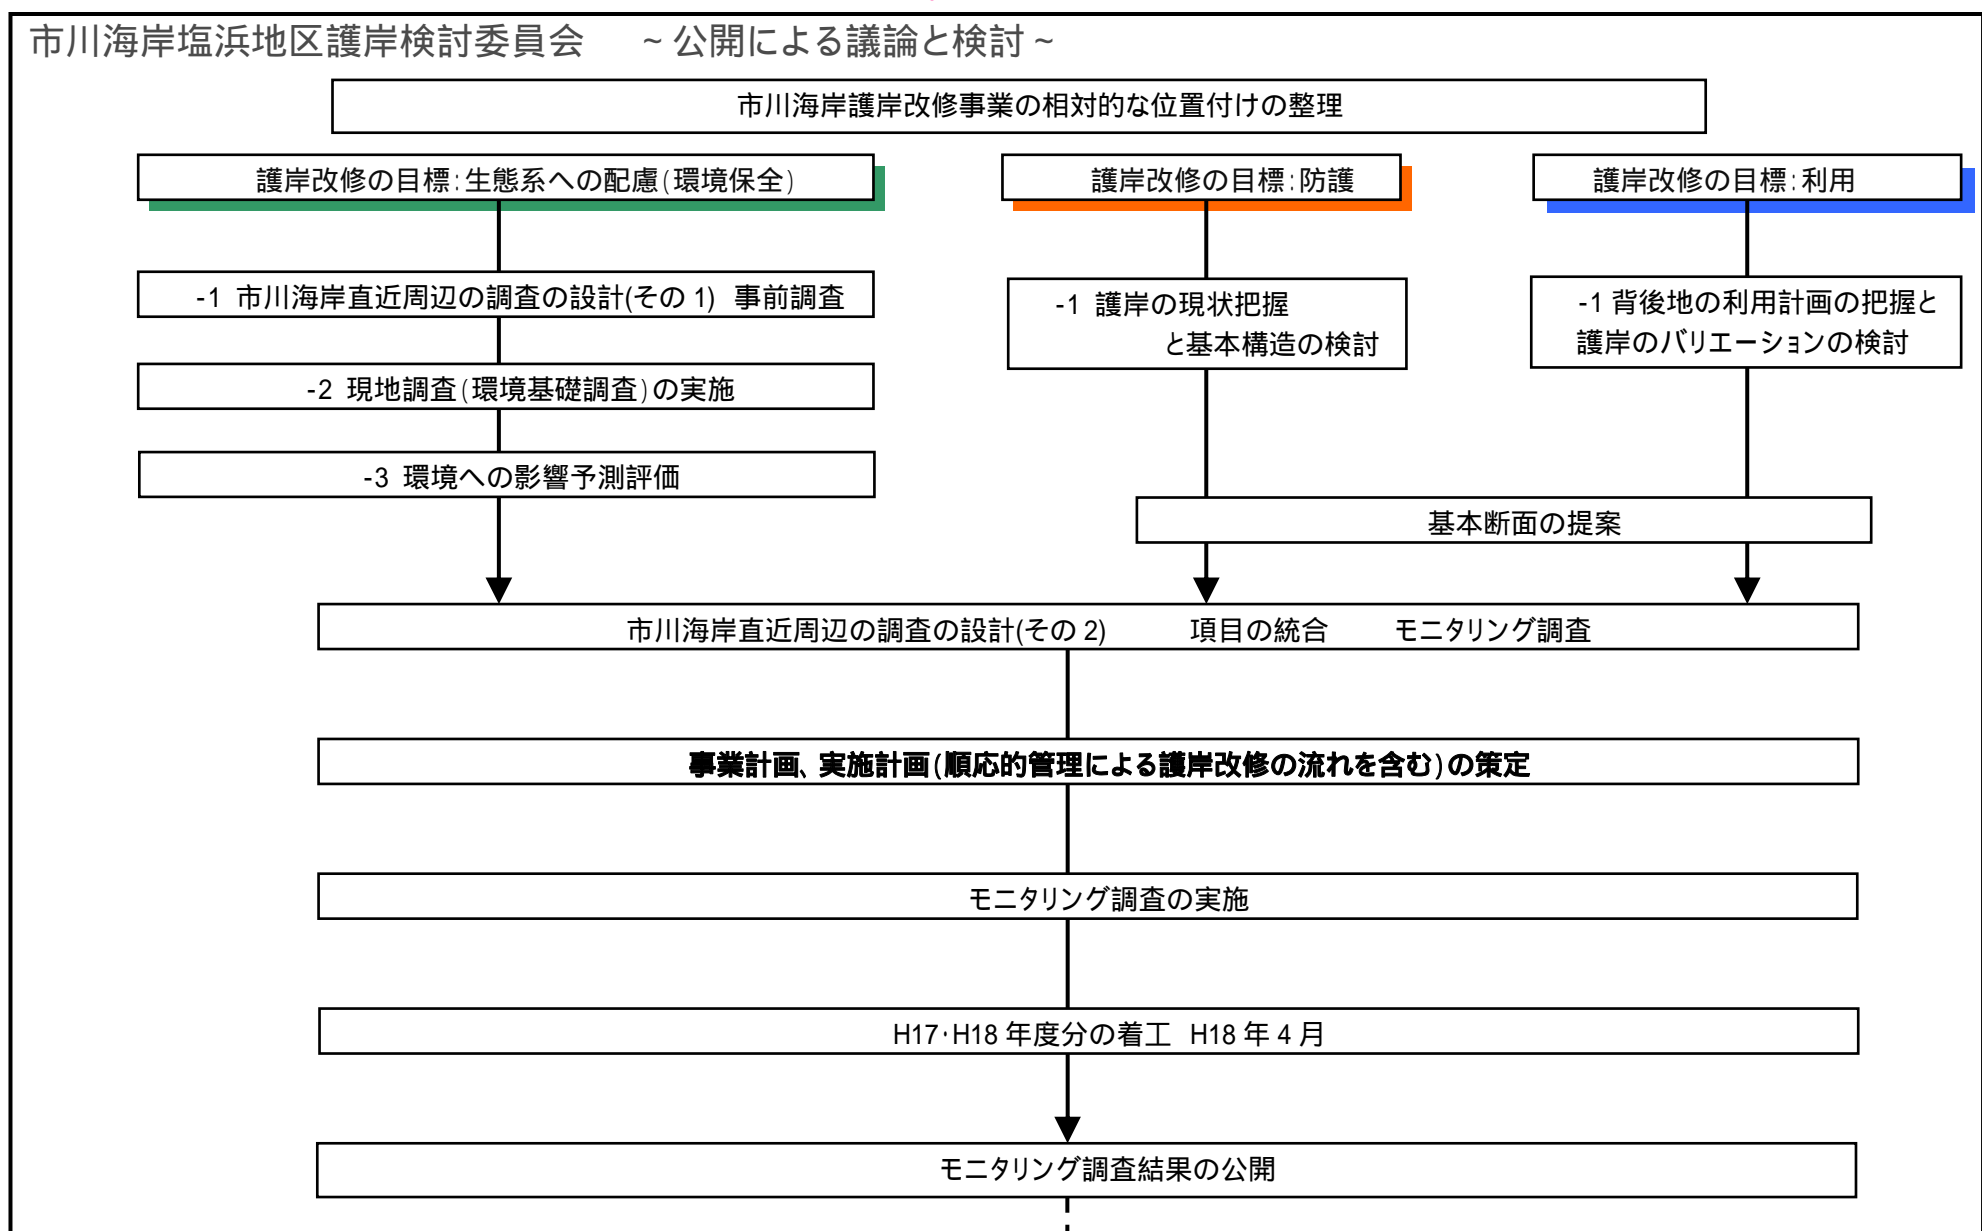 市川海岸塩浜地区護岸検討委員会　～公開による議論と検討～
市川海岸護岸改修事業の相対的な位置付けの整理
護岸改修の目標：生態系への配慮（環境保全）
護岸改修の目標：防護
護岸改修の目標：利用
-1 市川海岸直近周辺の調査の設計(その1)　事前調査
-1 護岸の現状把握
と基本構造の検討
-1 背後地の利用計画の把握と
護岸のバリエーションの検討
-2 現地調査（環境基礎調査）の実施
-3 環境への影響予測評価
基本断面の提案
市川海岸直近周辺の調査の設計(その2)　項目の統合　モニタリング調査
事業計画、実施計画（順応的管理による護岸改修の流れを含む）の策定
モニタリング調査の実施
H17・H18年度分の着工　H18年4月
モニタリング調査結果の公開